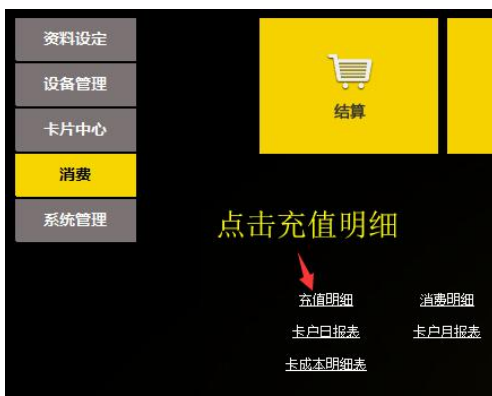 资料设定
设备管理
卡片中心
消费
系统管理
结算
点击充值明细
充值明细 消费明细
卡户日报表 卡户月报表
卡成本明细表